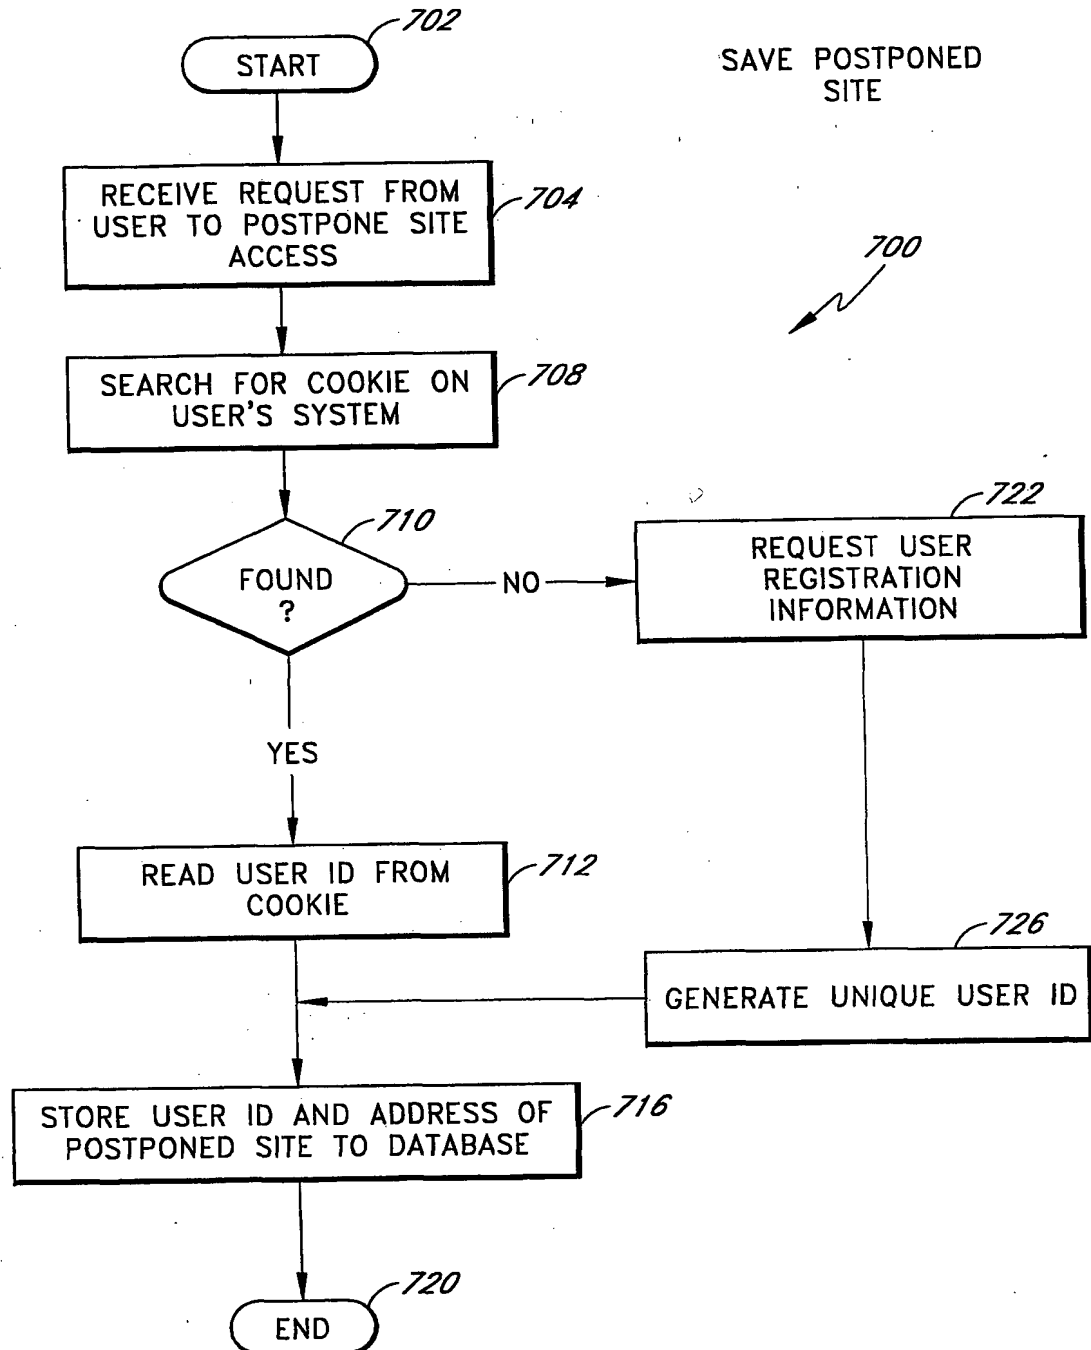 702
START
SAVE POSTPONED
SITE
RECEIVE REQUEST FROM
USER TO POSTPONE SITE
ACCESS
704
700
SEARCH FOR COOKIE ON
USER'S SYSTEM
708
710
FOUND
?
NO
722
REQUEST USER
REGISTRATION
INFORMATION
YES
READ USER ID FROM
COOKIE
712
726
GENERATE UNIQUE USER ID
STORE USER ID AND ADDRESS OF
POSTPONED SITE TO DATABASE
716
720
END